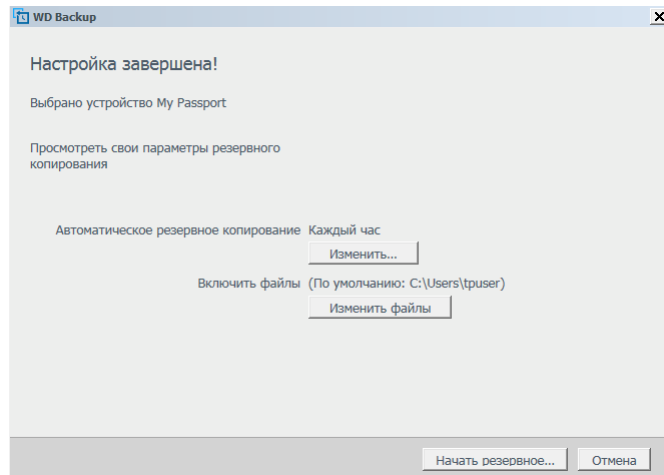 WD Backup
Настройка завершена!
Выбрано устройство My Passport
Просмотреть свои параметры резервного
копирования
Автоматическое резервное копирование Каждый час
Изменить...
Включить файлы (По умолчанию: C:\Users\tpuser)
Изменить файлы
Начать резервное... Отмена